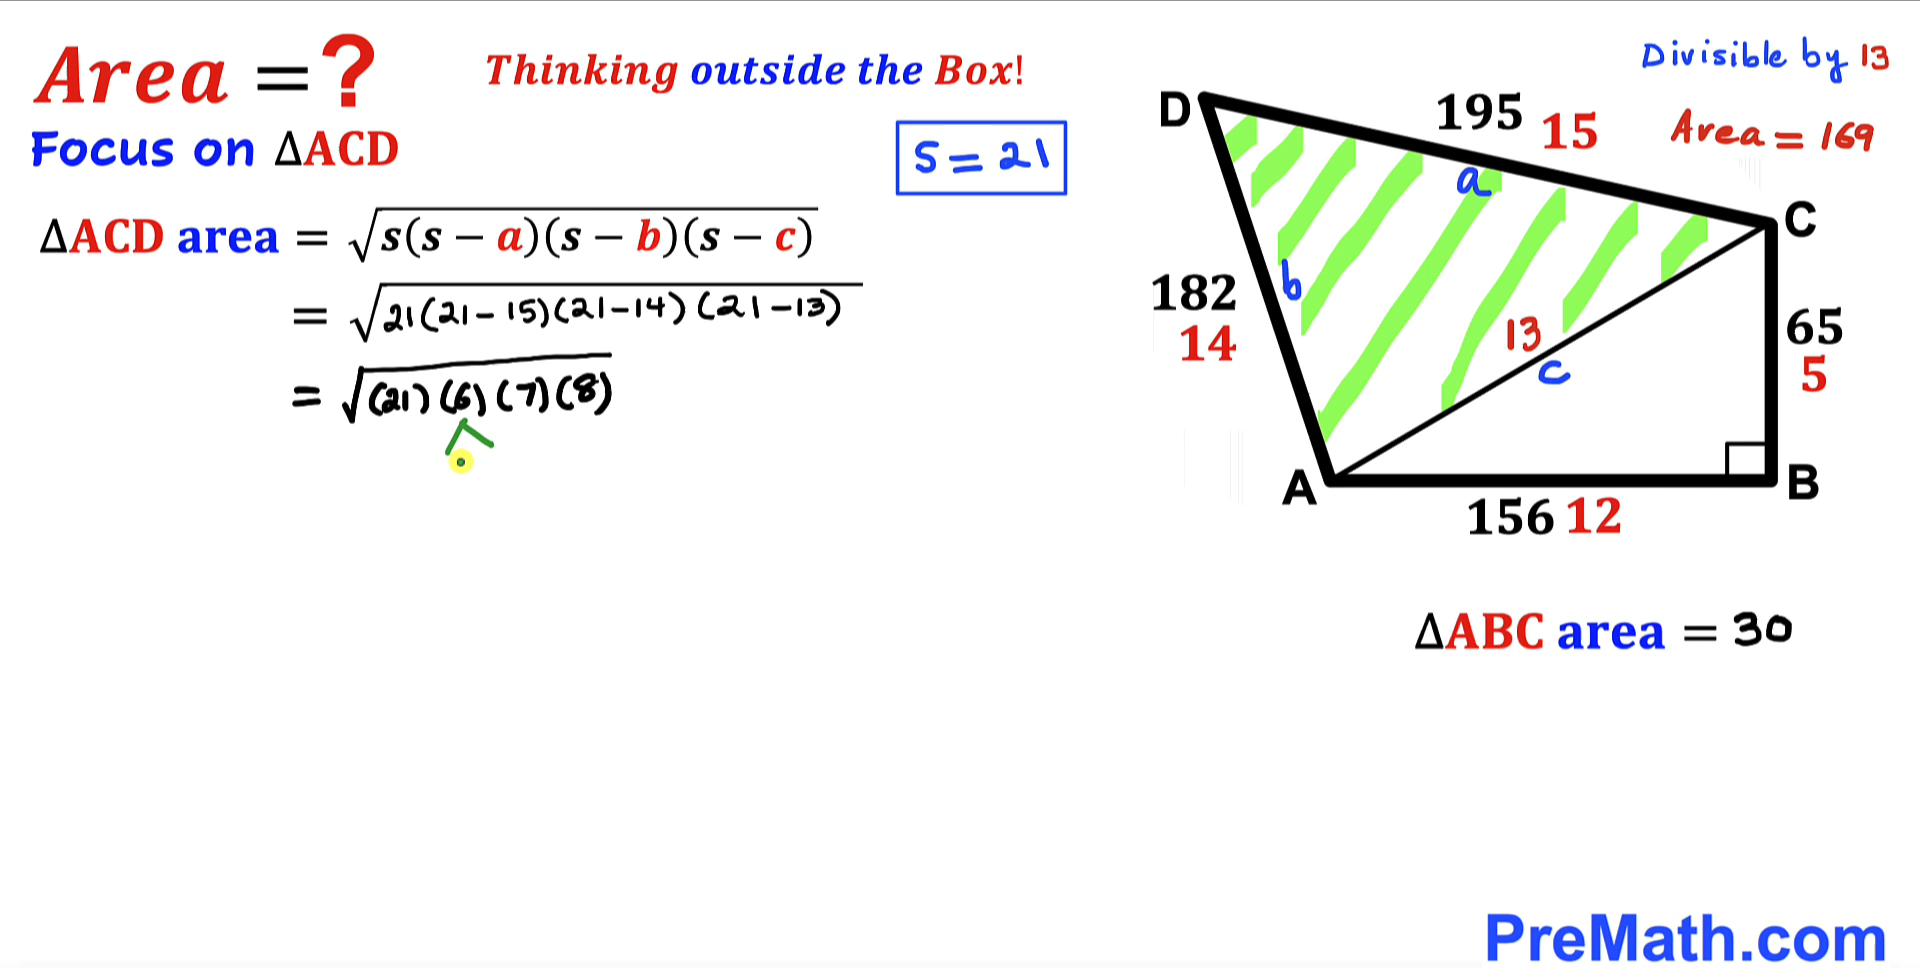 Area = ?
Thinking outside the Box!
Divisible by 13
Focus on ΔACD
S = 21
Area = 169
ΔACD area = √s(s − a)(s − b)(s − c)
= √21(21 − 15)(21 − 14)(21 − 13)
= √(21)(6)(7)(8)
D
195 15
a
C
182
14
b
13
c
65
5
A
B
156 12
ΔABC area = 30
PreMath.com